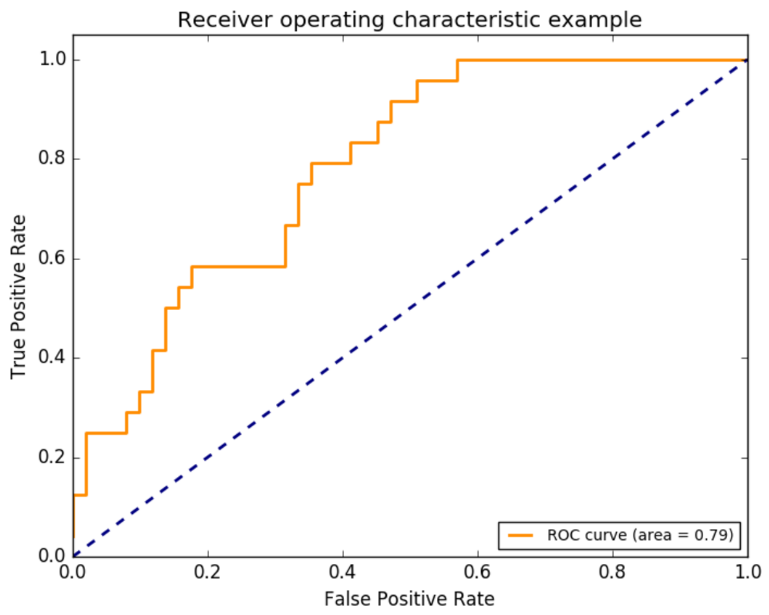 Receiver operating characteristic example
1.0
0.8
0.6
0.4
0.2
0.0
True Positive Rate
ROC curve (area = 0.79)
0.0 0.2 0.4 0.6 0.8 1.0
False Positive Rate